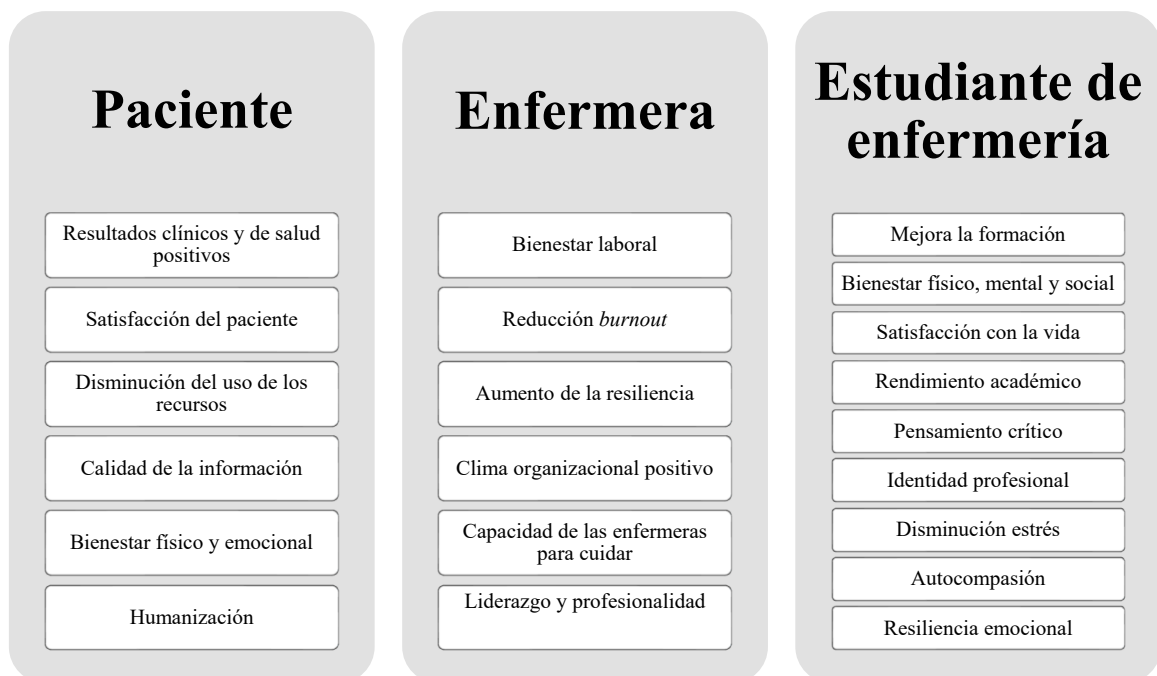 Paciente
Resultados clínicos y de salud
positivos
Satisfacción del paciente
Disminución del uso de los
recursos
Calidad de la información
Bienestar físico y emocional
Humanización
Enfermera
Bienestar laboral
Reducción burnout
Aumento de la resiliencia
Clima organizacional positivo
Capacidad de las enfermeras
para cuidar
Liderazgo y profesionalidad
Estudiante de
enfermería
Mejora la formación
Bienestar físico, mental y social
Satisfacción con la vida
Rendimiento académico
Pensamiento crítico
Identidad profesional
Disminución estrés
Autocompasión
Resiliencia emocional